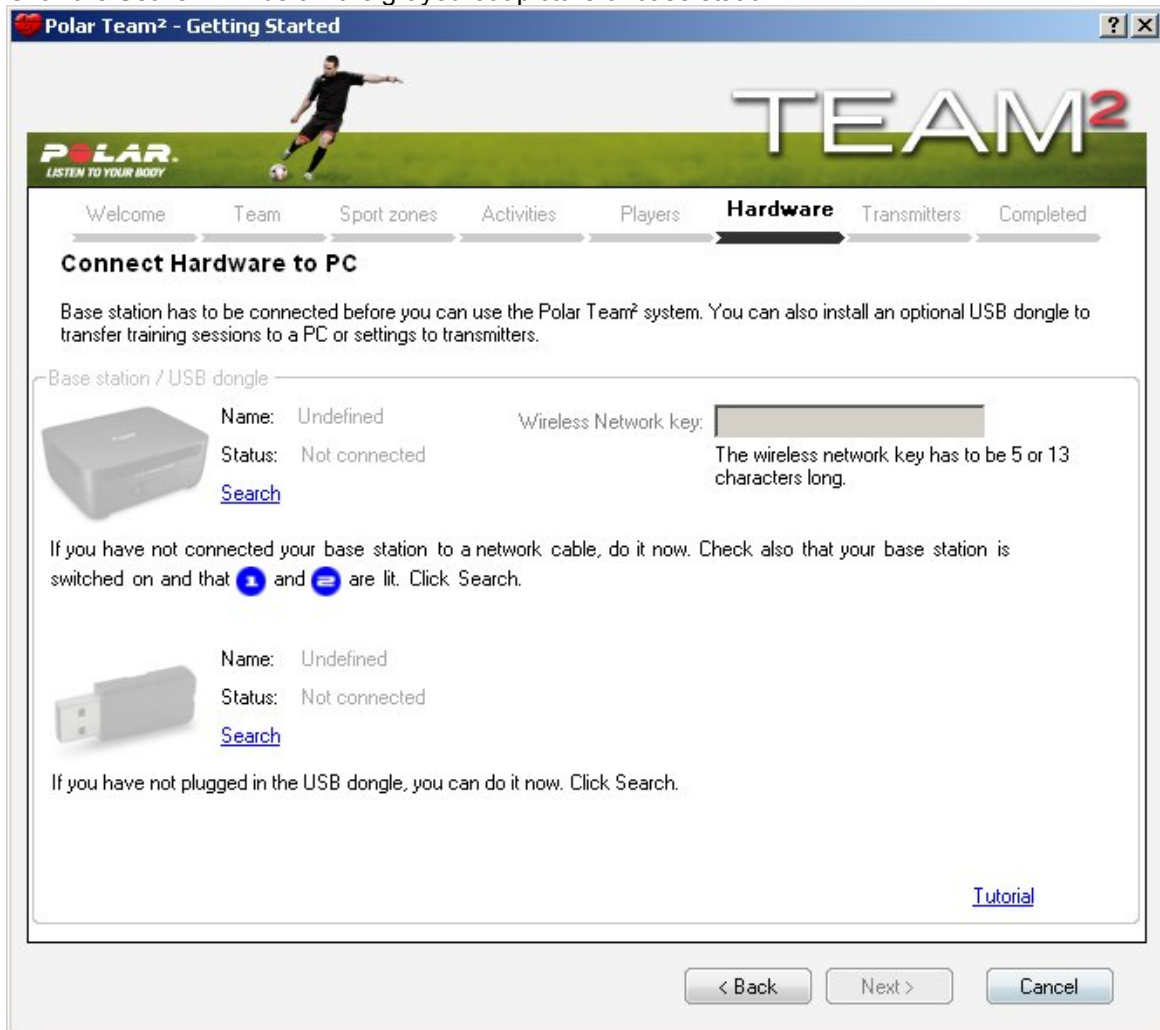 Polar Team² - Getting Started
TEAM²
POLAR.
LISTEN TO YOUR BODY
Welcome Team Sport zones Activities Players Hardware Transmitters Completed
Connect Hardware to PC
Base station has to be connected before you can use the Polar Team² system. You can also install an optional USB dongle to
transfer training sessions to a PC or settings to transmitters.
Base station / USB dongle
Name: Undefined Wireless Network key:
Status: Not connected The wireless network key has to be 5 or 13
characters long.
Search
If you have not connected your base station to a network cable, do it now. Check also that your base station is
switched on and that 1 and 2 are lit. Click Search.
Name: Undefined
Status: Not connected
Search
If you have not plugged in the USB dongle, you can do it now. Click Search.
Tutorial
< Back Next > Cancel